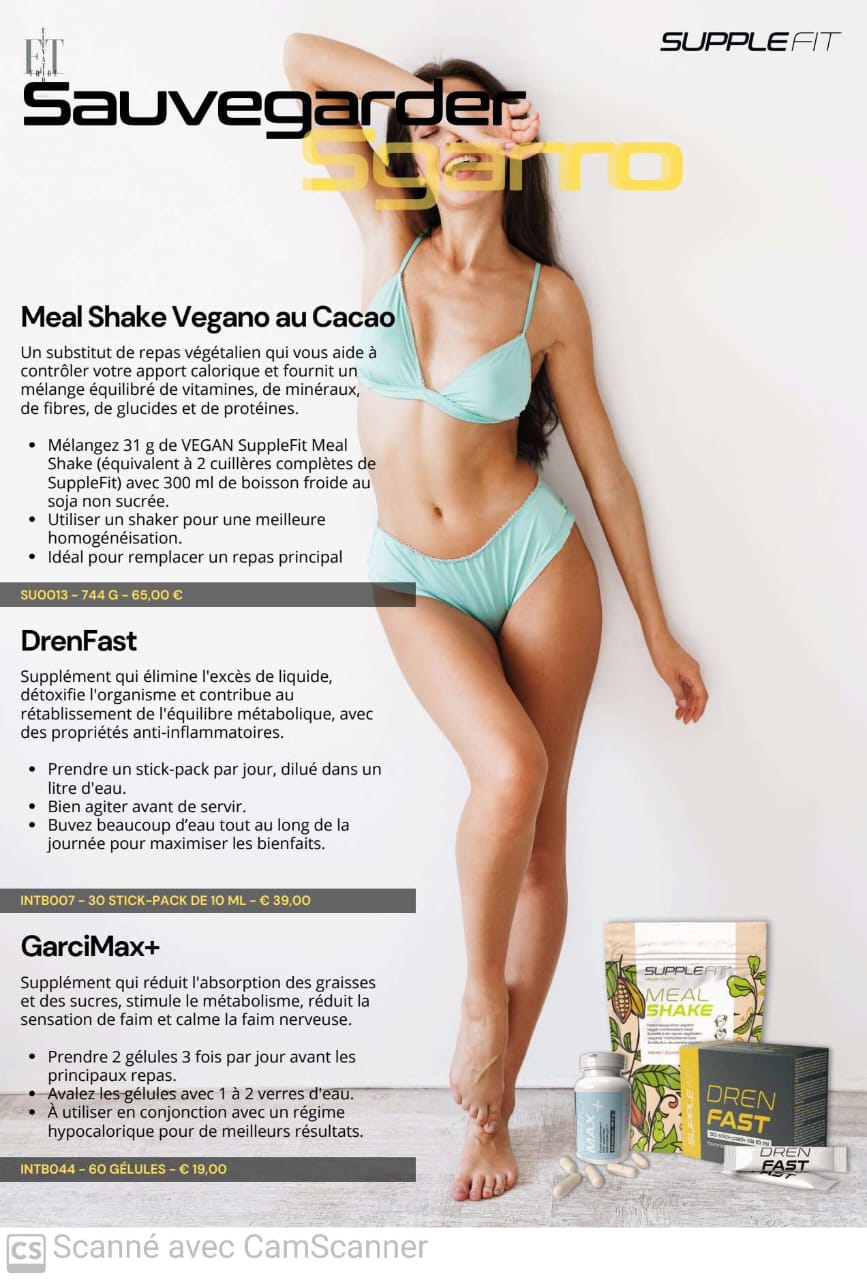 ET
SUPPLEFIT
Sauvegarder
Sgarro
Meal Shake Vegano au Cacao
Un substitut de repas végétalien qui vous aide à
contrôler votre apport calorique et fournit un
mélange équilibré de vitamines, de minéraux,
de fibres, de glucides et de protéines.
• Mélangez 31 g de VEGAN SuppleFit Meal
Shake (équivalent à 2 cuillères complètes de
SuppleFit) avec 300 ml de boisson froide au
soja non sucrée.
• Utiliser un shaker pour une meilleure
homogénéisation.
• Idéal pour remplacer un repas principal
SU0013 - 744 G - 65,00 €
DrenFast
Supplément qui élimine l'excès de liquide,
détoxifie l'organisme et contribue au
rétablissement de l'équilibre métabolique, avec
des propriétés anti-inflammatoires.
• Prendre un stick-pack par jour, dilué dans un
litre d'eau.
• Bien agiter avant de servir.
• Buvez beaucoup d’eau tout au long de la
journée pour maximiser les bienfaits.
INTB007 - 30 STICK-PACK DE 10 ML - € 39,00
GarciMax+
Supplément qui réduit l'absorption des graisses
et des sucres, stimule le métabolisme, réduit la
sensation de faim et calme la faim nerveuse.
• Prendre 2 gélules 3 fois par jour avant les
principaux repas.
• Avalez les gélules avec 1 à 2 verres d'eau.
• À utiliser en conjonction avec un régime
hypocalorique pour de meilleurs résultats.
INTB044 - 60 GÉLULES - € 19,00
SUPPLEFIT
MEAL
SHAKE
MAX+
SUPPLEFIT
DREN
FAST
30 stick-pack da 10 ml
DREN
FAST
CS Scanné avec CamScanner